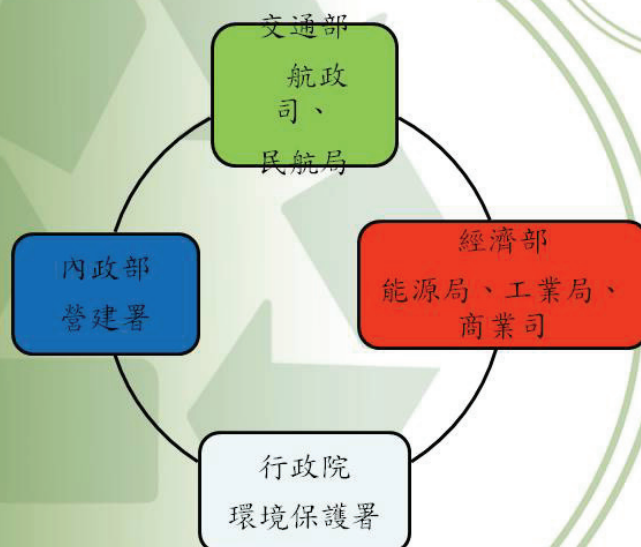 交通部
航政
司、
民航局
內政部
營建署
經濟部
能源局、工業局、
商業司
行政院
環境保護署